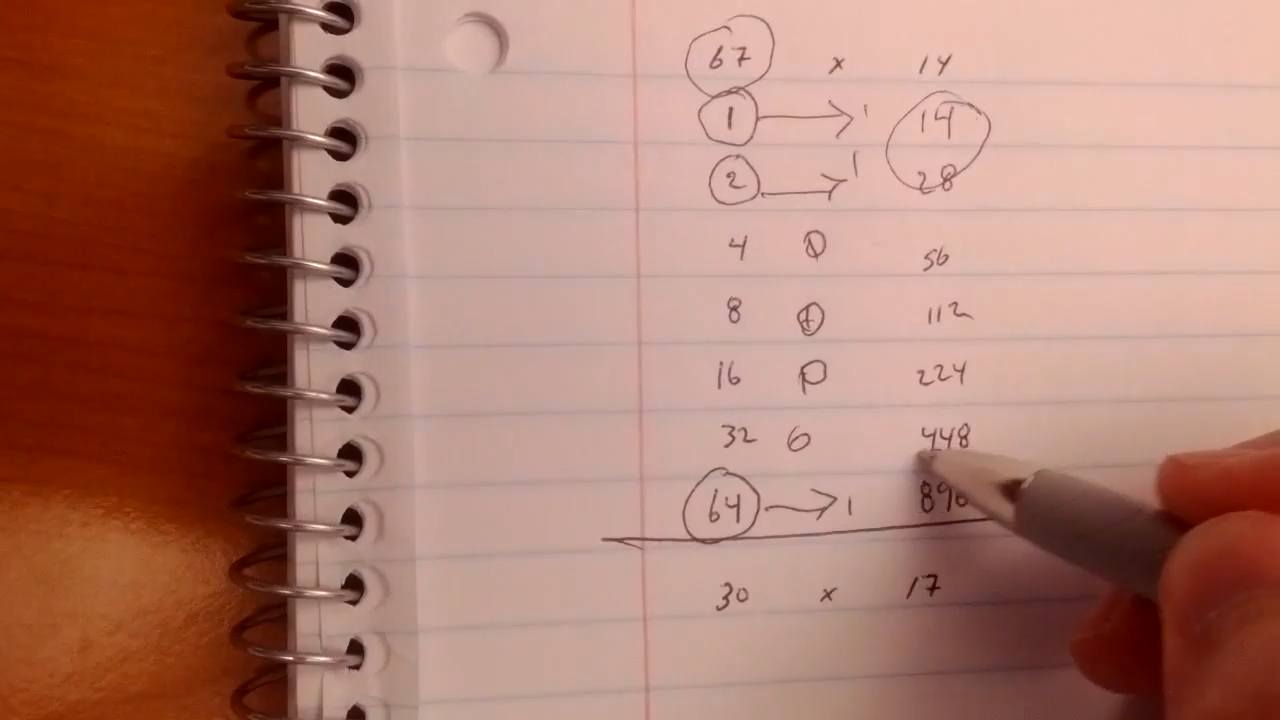 67 x 14
1 → 1 14
2 → 1 28
4 0 56
8 0 112
16 0 224
32 0 448
64 → 1 896
30 x 17